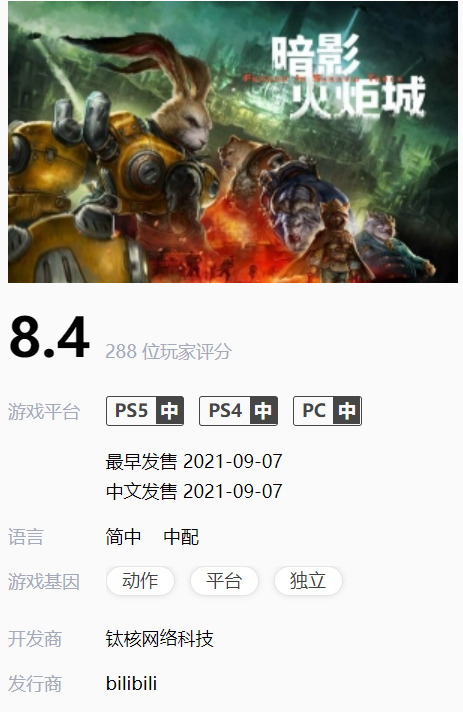 暗影
火炬城
8.4 288 位玩家评分
游戏平台 PS5 中 PS4 中 PC 中
最早发售 2021-09-07
中文发售 2021-09-07
语言 简中 中配
游戏基因 动作 平台 独立
开发商 钛核网络科技
发行商 bilibili